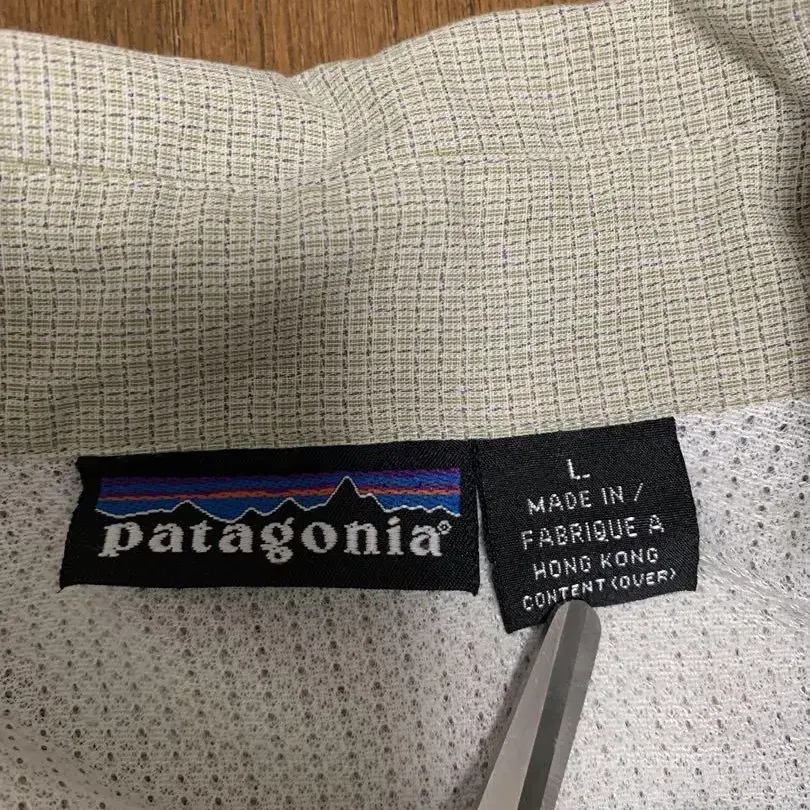 patagonia®
L.
MADE IN /
FABRIQUE A
HONG KONG
CONTENT (OVER)